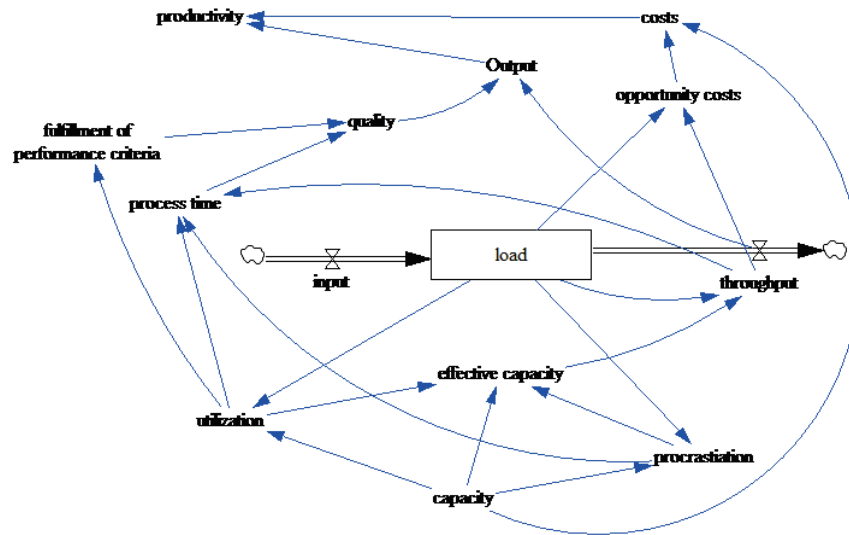 productivity
costs
Output
opportunity costs
quality
fulfillment of
performance criteria
process time
load
input
throughput
effective capacity
utilization
procrastiation
capacity